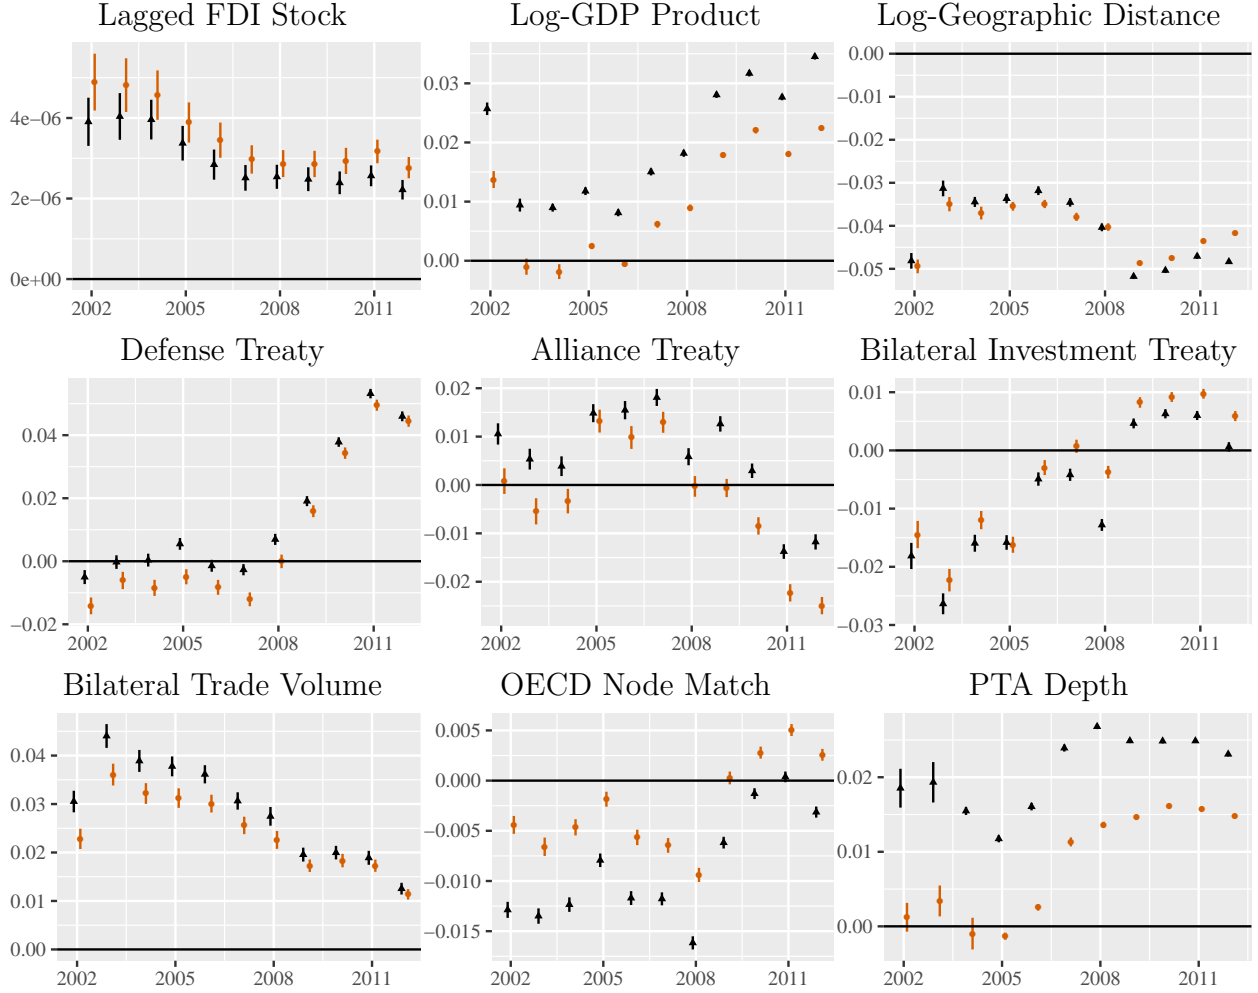 Lagged FDI Stock
Log-GDP Product
Log-Geographic Distance
4e−06
2e−06
0e+00
2002 2005 2008 2011
0.03
0.02
0.01
0.00
2002 2005 2008 2011
0.00
−0.01
−0.02
−0.03
−0.04
−0.05
2002 2005 2008 2011
Defense Treaty
Alliance Treaty
Bilateral Investment Treaty
0.04
0.02
0.00
−0.02
2002 2005 2008 2011
0.02
0.01
0.00
−0.01
−0.02
2002 2005 2008 2011
0.01
0.00
−0.01
−0.02
−0.03
2002 2005 2008 2011
Bilateral Trade Volume
OECD Node Match
PTA Depth
0.04
0.03
0.02
0.01
0.00
2002 2005 2008 2011
0.005
0.000
−0.005
−0.010
−0.015
2002 2005 2008 2011
0.02
0.01
0.00
2002 2005 2008 2011